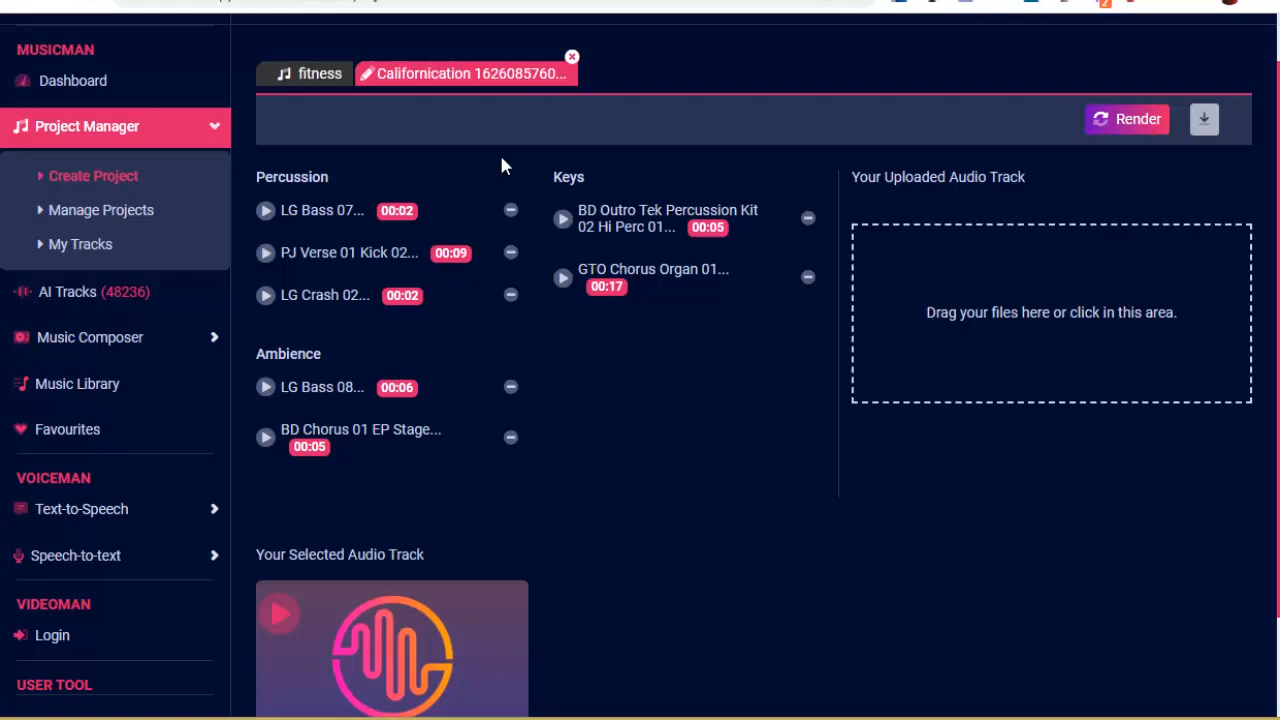 2
MUSICMAN
Dashboard
Project Manager
Create Project
Manage Projects
My Tracks
AI Tracks (48236)
Music Composer
Music Library
Favourites
VOICEMAN
Text-to-Speech
Speech-to-text
VIDEOMAN
Login
USER TOOL
fitness
Californication 1626085760...
Render
Percussion
LG Bass 07... 00:02
PJ Verse 01 Kick 02... 00:09
LG Crash 02... 00:02
Ambience
LG Bass 08... 00:06
BD Chorus 01 EP Stage...
00:05
Keys
BD Outro Tek Percussion Kit
02 Hi Perc 01... 00:05
GTO Chorus Organ 01...
00:17
Your Uploaded Audio Track
Drag your files here or click in this area.
Your Selected Audio Track